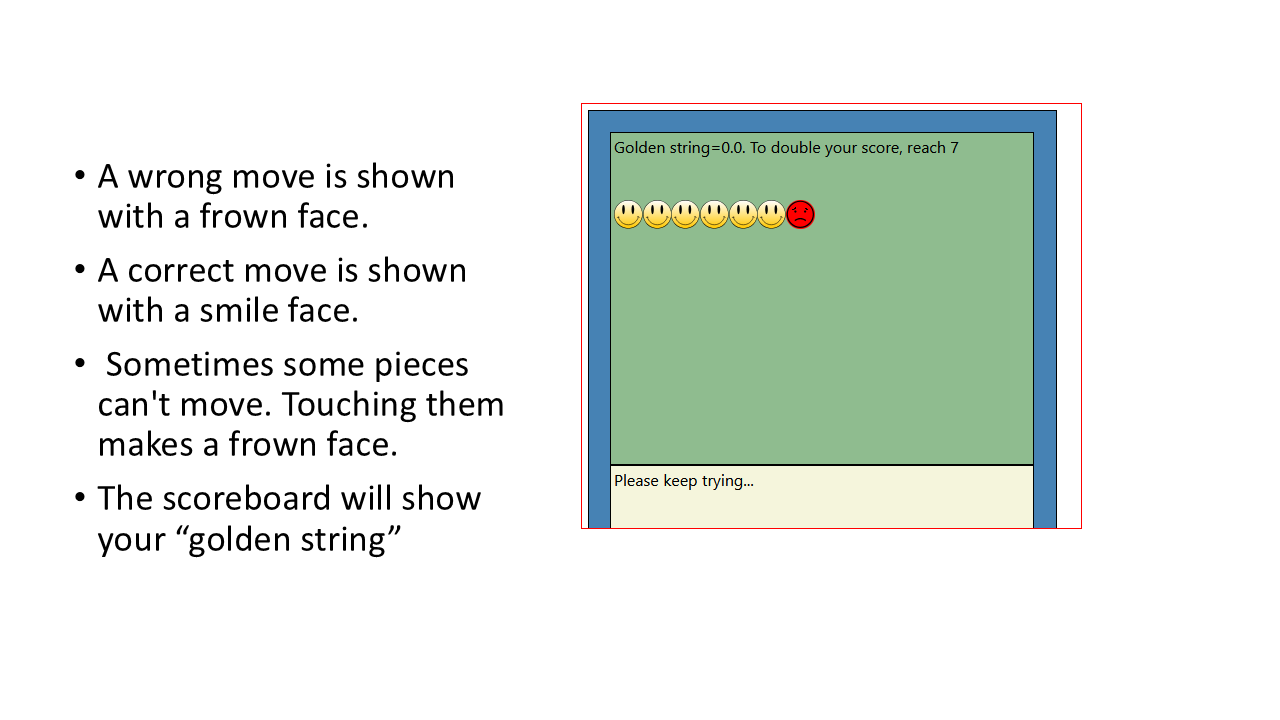 • A wrong move is shown
with a frown face.
• A correct move is shown
with a smile face.
• Sometimes some pieces
can't move. Touching them
makes a frown face.
• The scoreboard will show
your “golden string”
Golden string=0.0. To double your score, reach 7
Please keep trying...